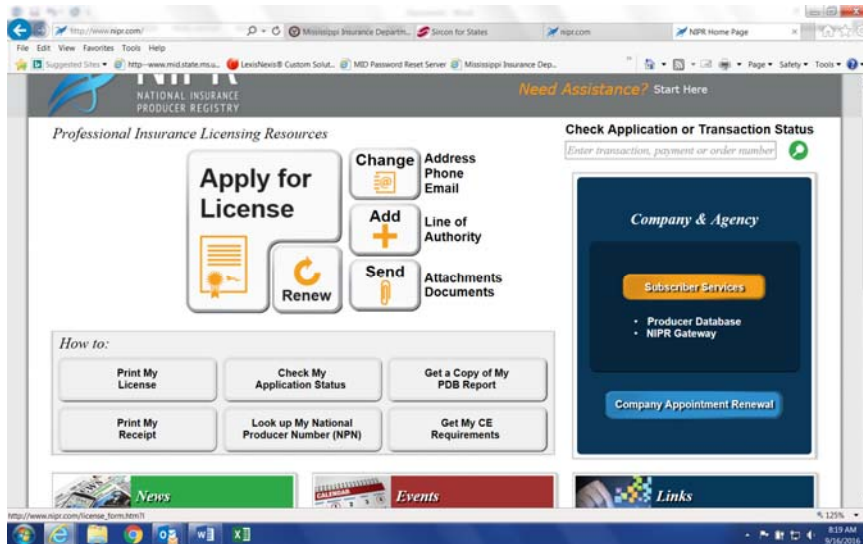 http://www.nipr.com/
Mississippi Insurance Departm...
Sircon for States
nipr.com
NIPR Home Page
File Edit View Favorites Tools Help
Suggested Sites
http--www.mid.state.ms.u...
LexisNexis® Custom Solut...
MID Password Reset Server
Mississippi Insurance Dep...
Page
Safety
Tools
NIPR
NATIONAL INSURANCE
PRODUCER REGISTRY
Need Assistance? Start Here
Professional Insurance Licensing Resources
Apply for
License
Renew
Change
Address
Phone
Email
Add
Line of
Authority
Send
Attachments
Documents
Check Application or Transaction Status
Enter transaction, payment or order number
Company & Agency
Subscriber Services
• Producer Database
• NIPR Gateway
Company Appointment Renewal
How to:
Print My
License
Check My
Application Status
Get a Copy of My
PDB Report
Print My
Receipt
Look up My National
Producer Number (NPN)
Get My CE
Requirements
News
CALENDAR
Events
Links
http://www.nipr.com/license_form.htm?l
125%
8:19 AM
9/16/2016